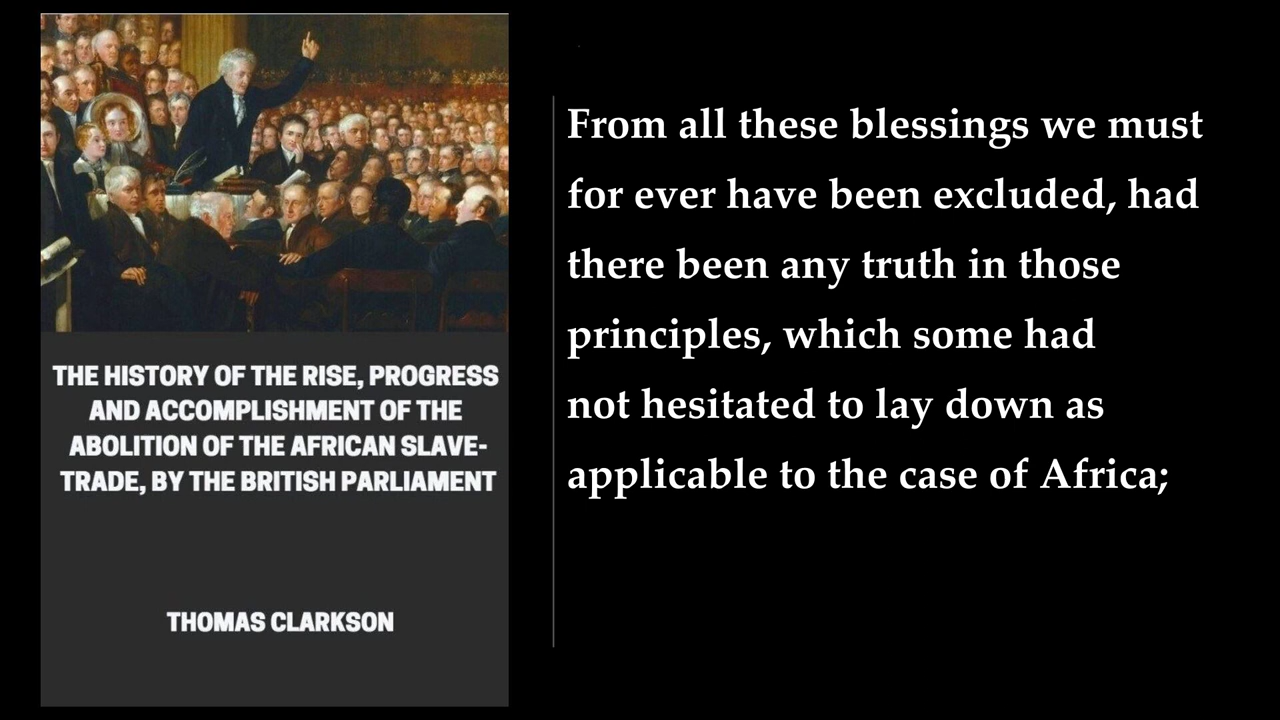 THE HISTORY OF THE RISE, PROGRESS
AND ACCOMPLISHMENT OF THE
ABOLITION OF THE AFRICAN SLAVE-
TRADE, BY THE BRITISH PARLIAMENT
THOMAS CLARKSON
From all these blessings we must
for ever have been excluded, had
there been any truth in those
principles, which some had
not hesitated to lay down as
applicable to the case of Africa;